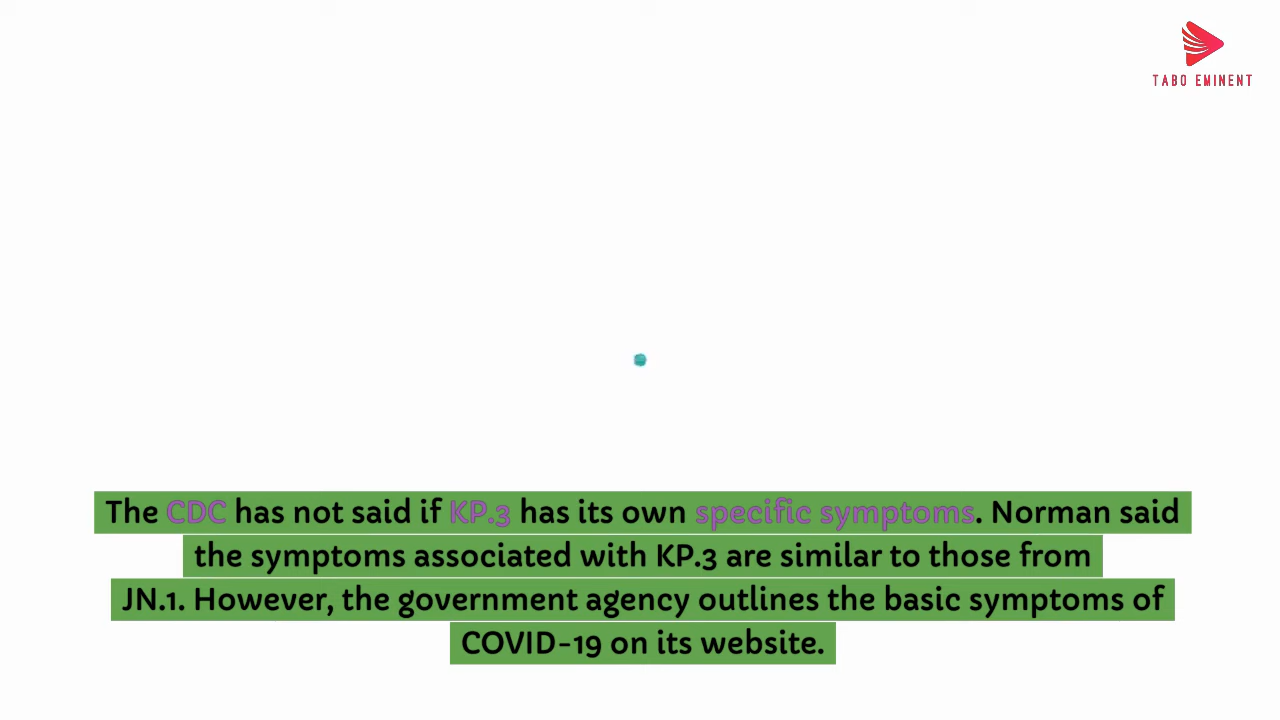 TABO EMINENT
The CDC has not said if KP.3 has its own specific symptoms. Norman said
the symptoms associated with KP.3 are similar to those from
JN.1. However, the government agency outlines the basic symptoms of
COVID-19 on its website.